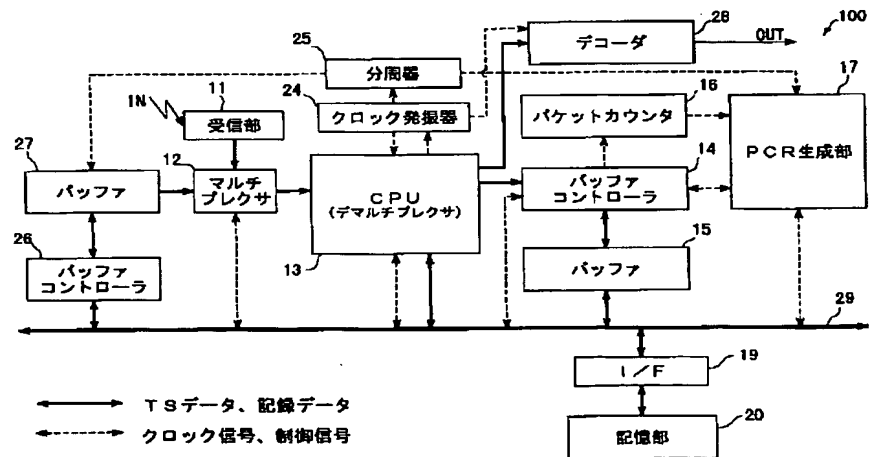 28
100
25
デコーダ
OUT
分周器
17
11
24
16
IN
受信部
クロック発振器
パケットカウンタ
27
12
14
PCR生成部
バッファ
マルチ
プレクサ
CPU
(デマルチプレクサ)
バッファ
コントローラ
15
26
13
バッファ
バッファ
コントローラ
29
19
I/F
TSデータ、記録データ
20
クロック信号、制御信号
記憶部